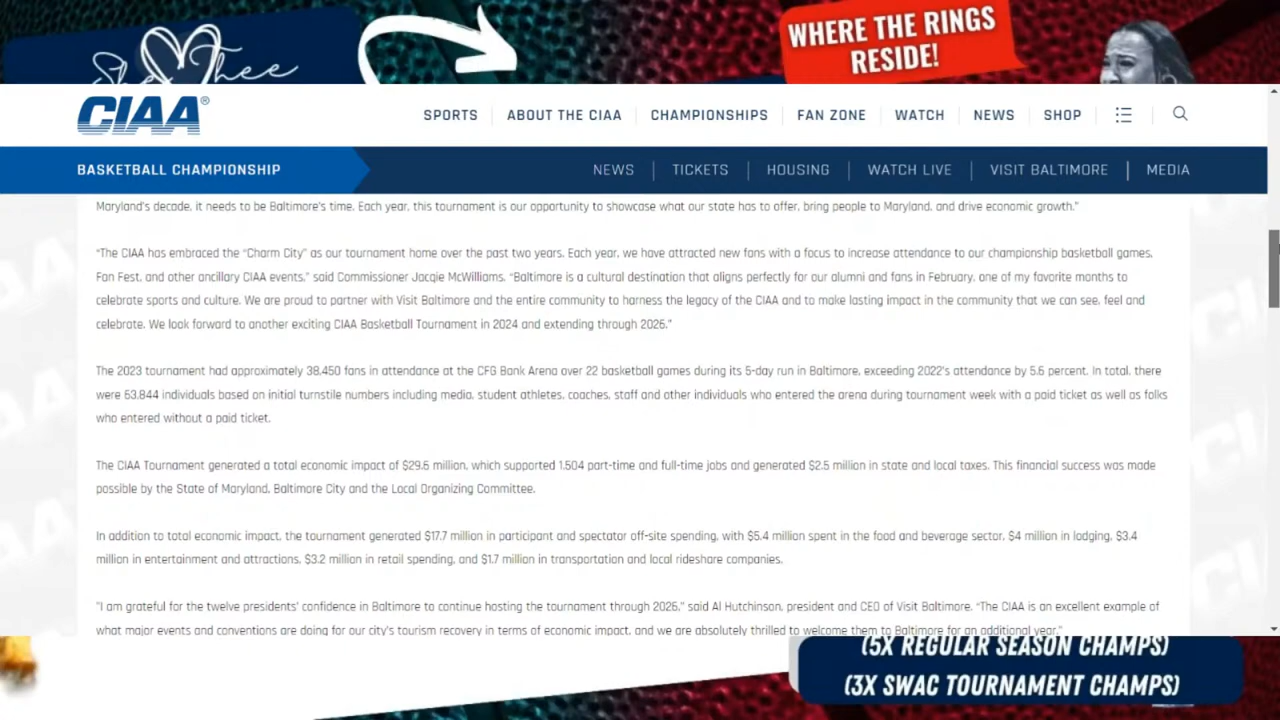 She Thee
WHERE THE RINGS
RESIDE!
CIAA®
SPORTS ABOUT THE CIAA CHAMPIONSHIPS FAN ZONE WATCH NEWS SHOP
BASKETBALL CHAMPIONSHIP NEWS TICKETS HOUSING WATCH LIVE VISIT BALTIMORE MEDIA
Maryland's decade, it needs to be Baltimore's time. Each year, this tournament is our opportunity to showcase what our state has to offer, bring people to Maryland, and drive economic growth."
"The CIAA has embraced the "Charm City" as our tournament home over the past two years. Each year, we have attracted new fans with a focus to increase attendance to our championship basketball games,
Fan Fest, and other ancillary CIAA events," said Commissioner Jacqie McWilliams. "Baltimore is a cultural destination that aligns perfectly for our alumni and fans in February, one of my favorite months to
celebrate sports and culture. We are proud to partner with Visit Baltimore and the entire community to harness the legacy of the CIAA and to make lasting impact in the community that we can see, feel and
celebrate. We look forward to another exciting CIAA Basketball Tournament in 2024 and extending through 2026."
The 2023 tournament had approximately 38,450 fans in attendance at the CFG Bank Arena over 22 basketball games during its 5-day run in Baltimore, exceeding 2022's attendance by 5.6 percent. In total, there
were 63,844 individuals based on initial turnstile numbers including media, student athletes, coaches, staff and other individuals who entered the arena during tournament week with a paid ticket as well as folks
who entered without a paid ticket.
The CIAA Tournament generated a total economic impact of $29.6 million, which supported 1,504 part-time and full-time jobs and generated $2.5 million in state and local taxes. This financial success was made
possible by the State of Maryland, Baltimore City and the Local Organizing Committee.
In addition to total economic impact, the tournament generated $17.7 million in participant and spectator off-site spending, with $5.4 million spent in the food and beverage sector, $4 million in lodging, $3.4
million in entertainment and attractions, $3.2 million in retail spending, and $1.7 million in transportation and local rideshare companies.
"I am grateful for the twelve presidents' confidence in Baltimore to continue hosting the tournament through 2026," said Al Hutchinson, president and CEO of Visit Baltimore. "The CIAA is an excellent example of
what major events and conventions are doing for our city's tourism recovery in terms of economic impact, and we are absolutely thrilled to welcome them to Baltimore for an additional year."
(5X REGULAR SEASON CHAMPS)
(3X SWAC TOURNAMENT CHAMPS)